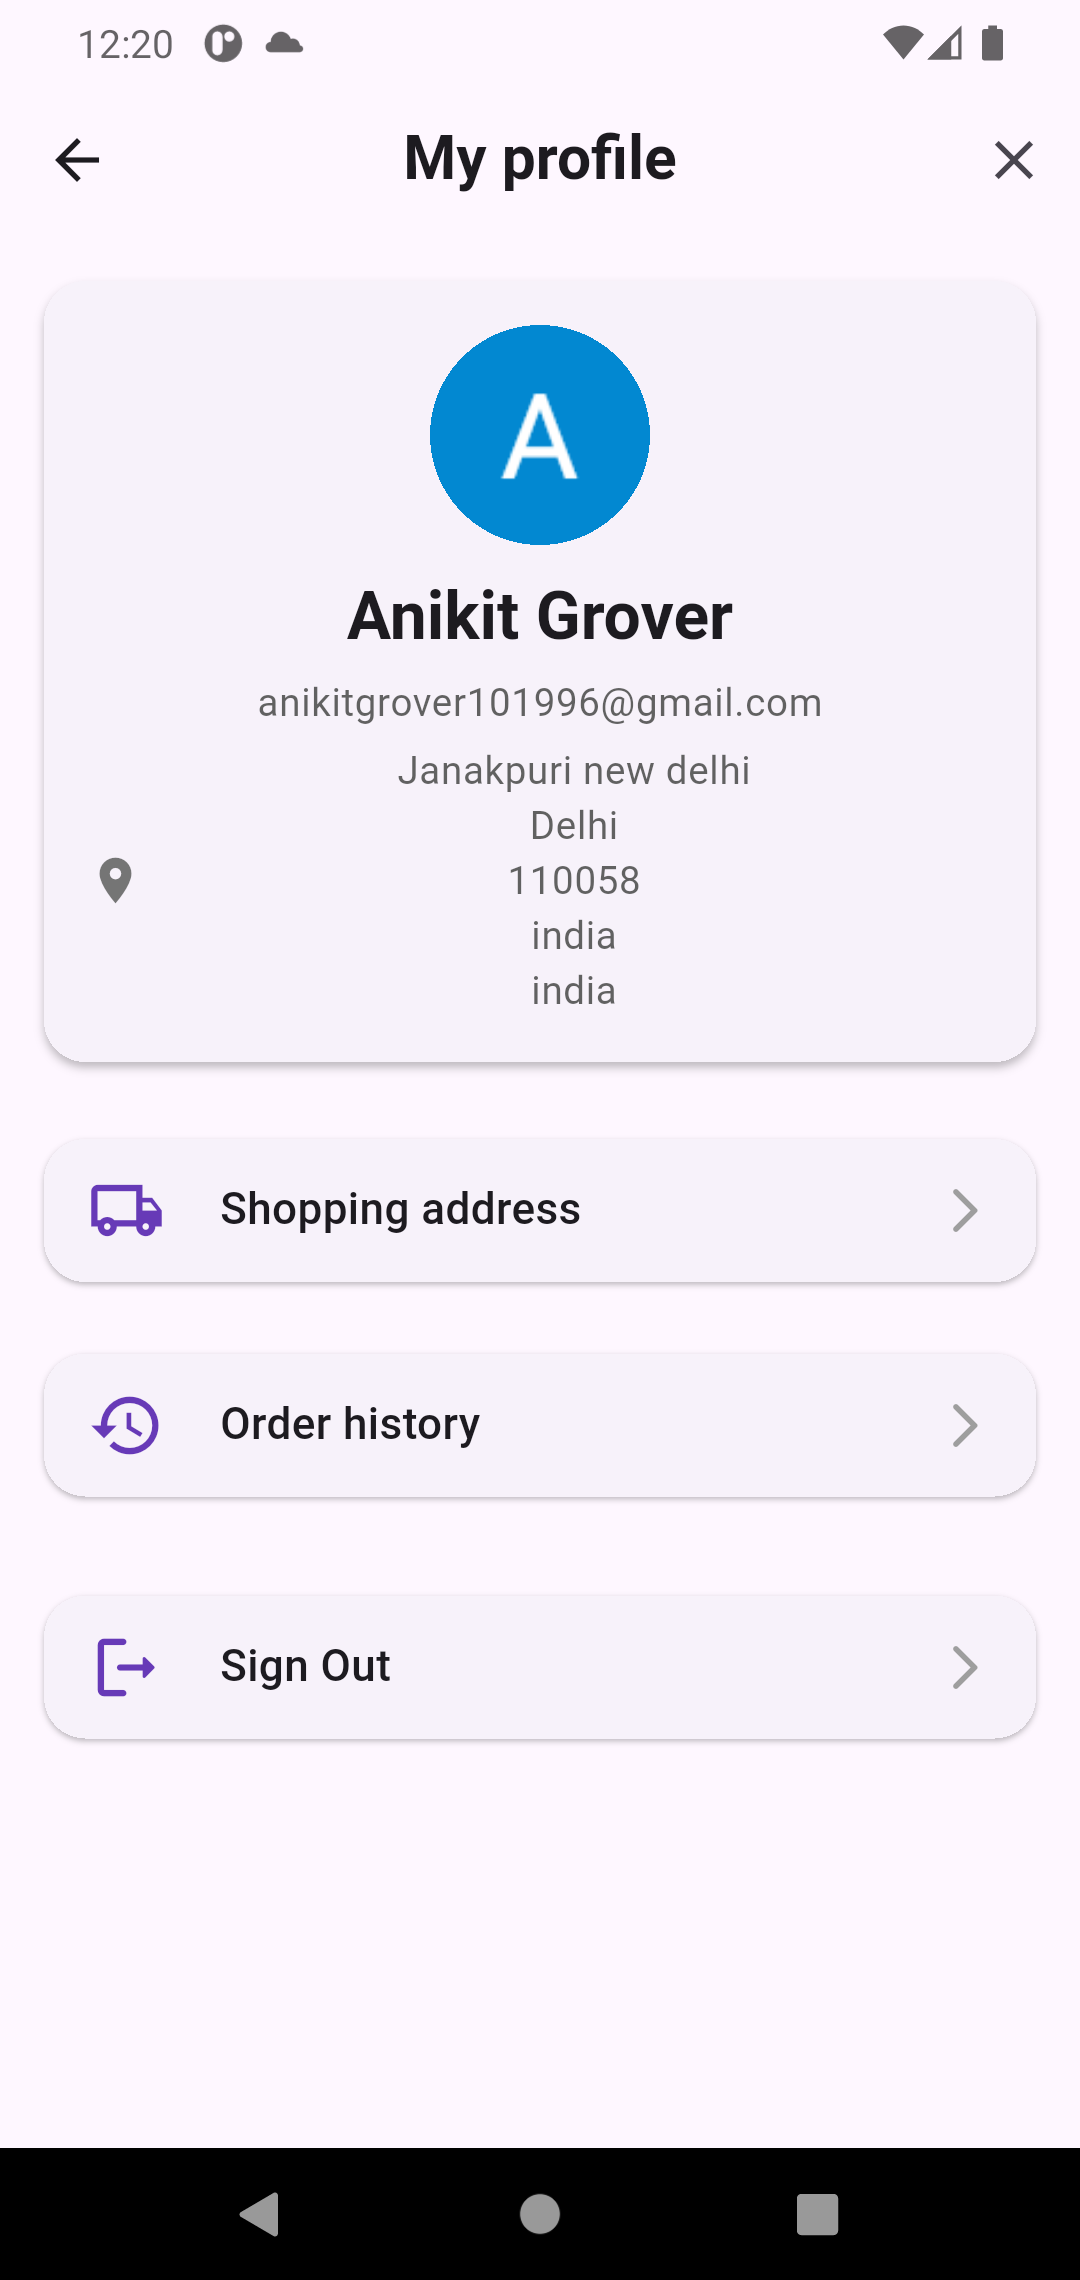 12:20
My profile
A
Anikit Grover
anikitgrover101996@gmail.com
Janakpuri new delhi
Delhi
110058
india
india
Shopping address
Order history
Sign Out